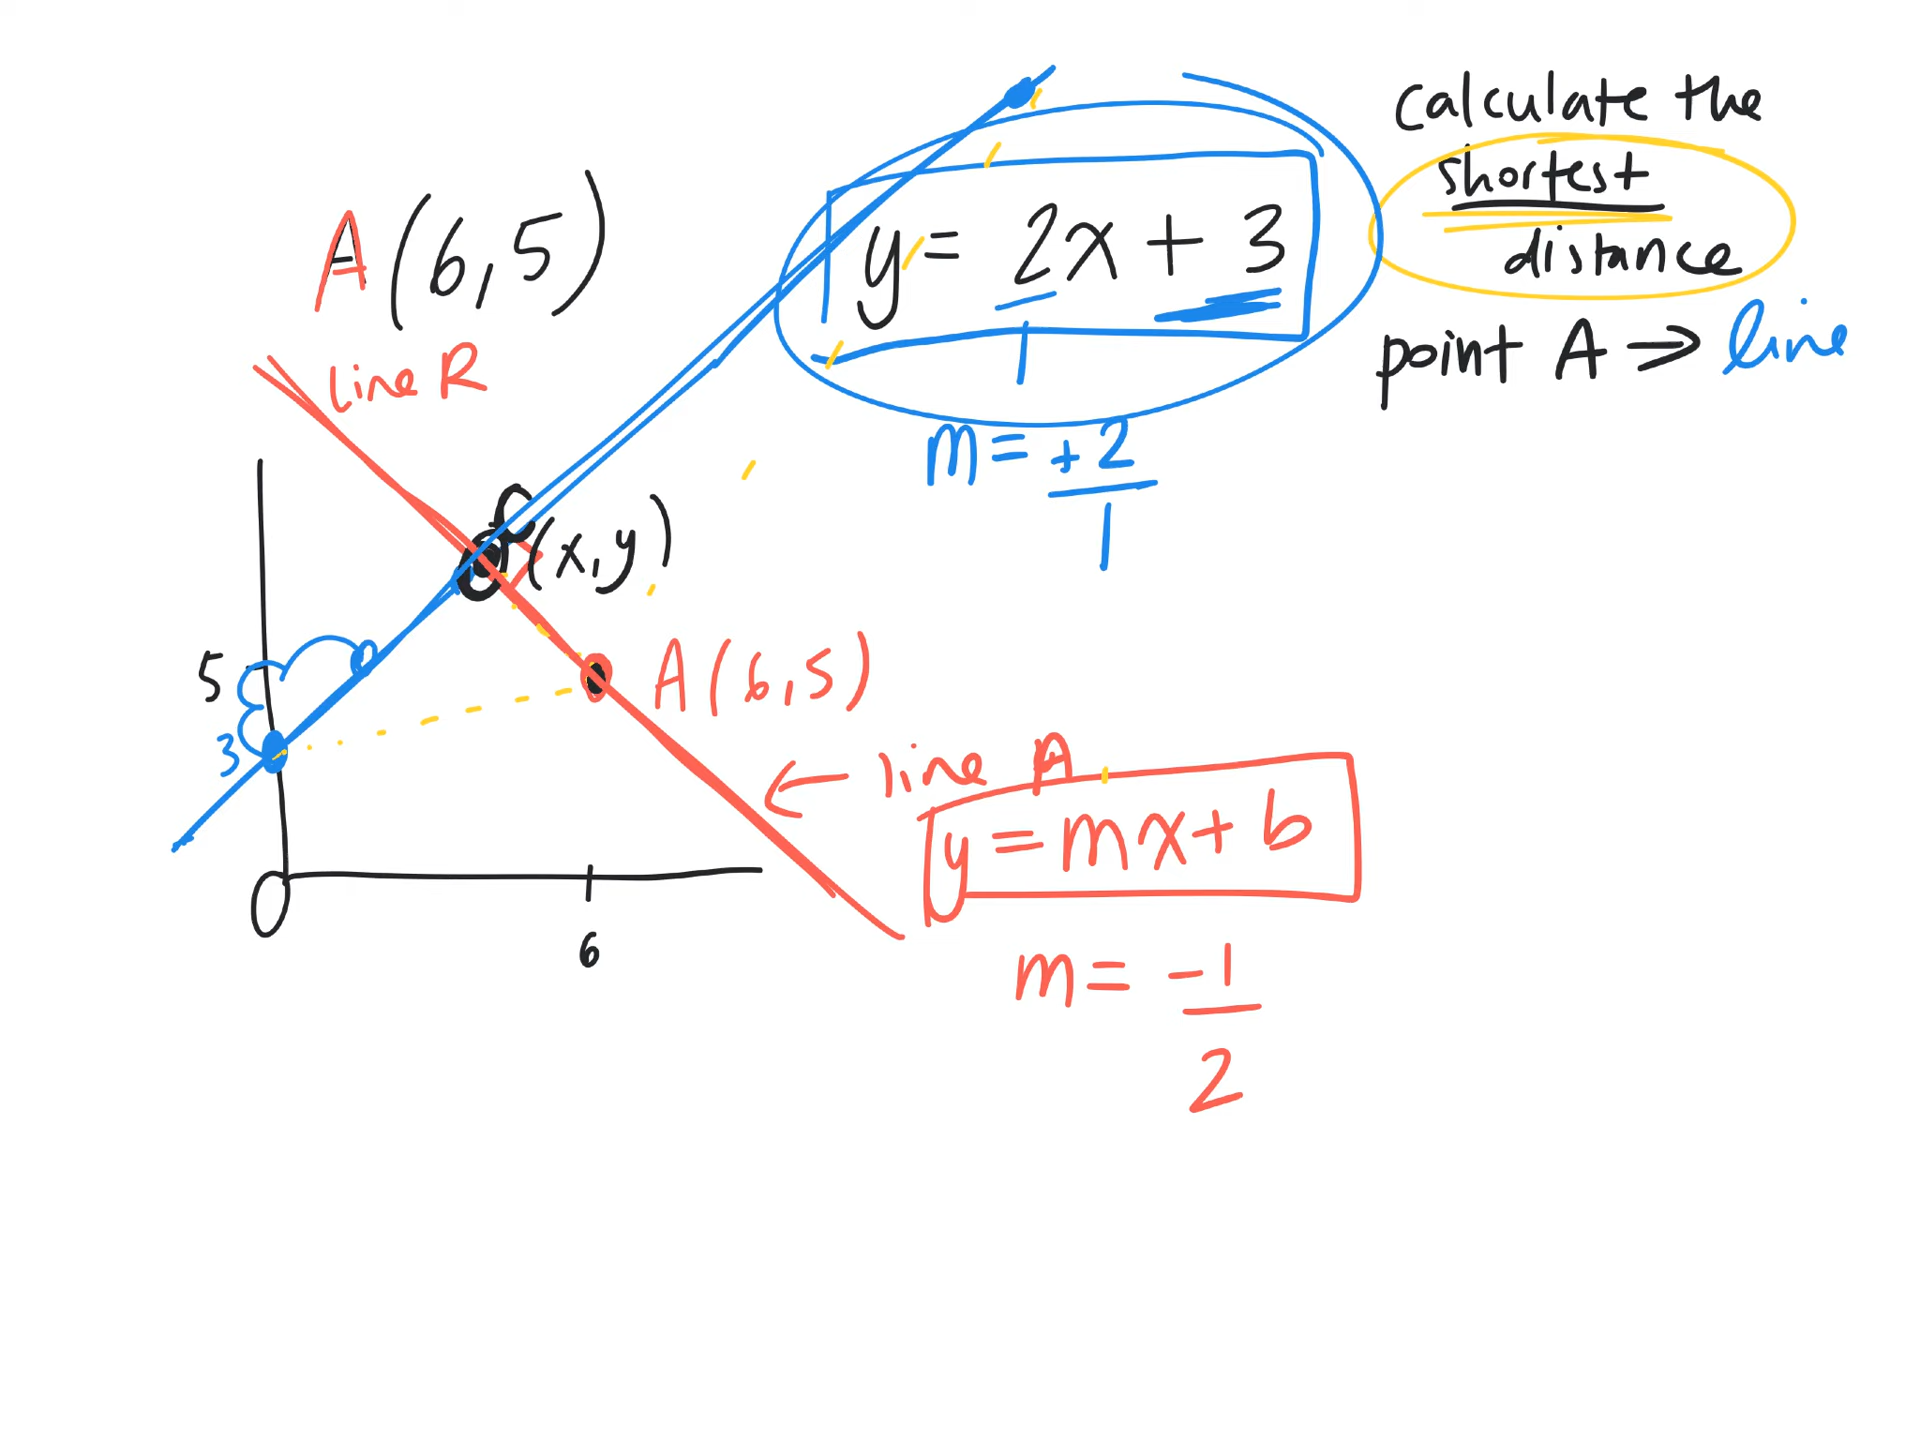 calculate the
shortest
distance
point A → line
A(6,5)
y = 2x + 3
1
line R
m = +2
1
C(x,y)
5
3
A(6,5)
← line A
y = mx + b
0
6
m = -1
2